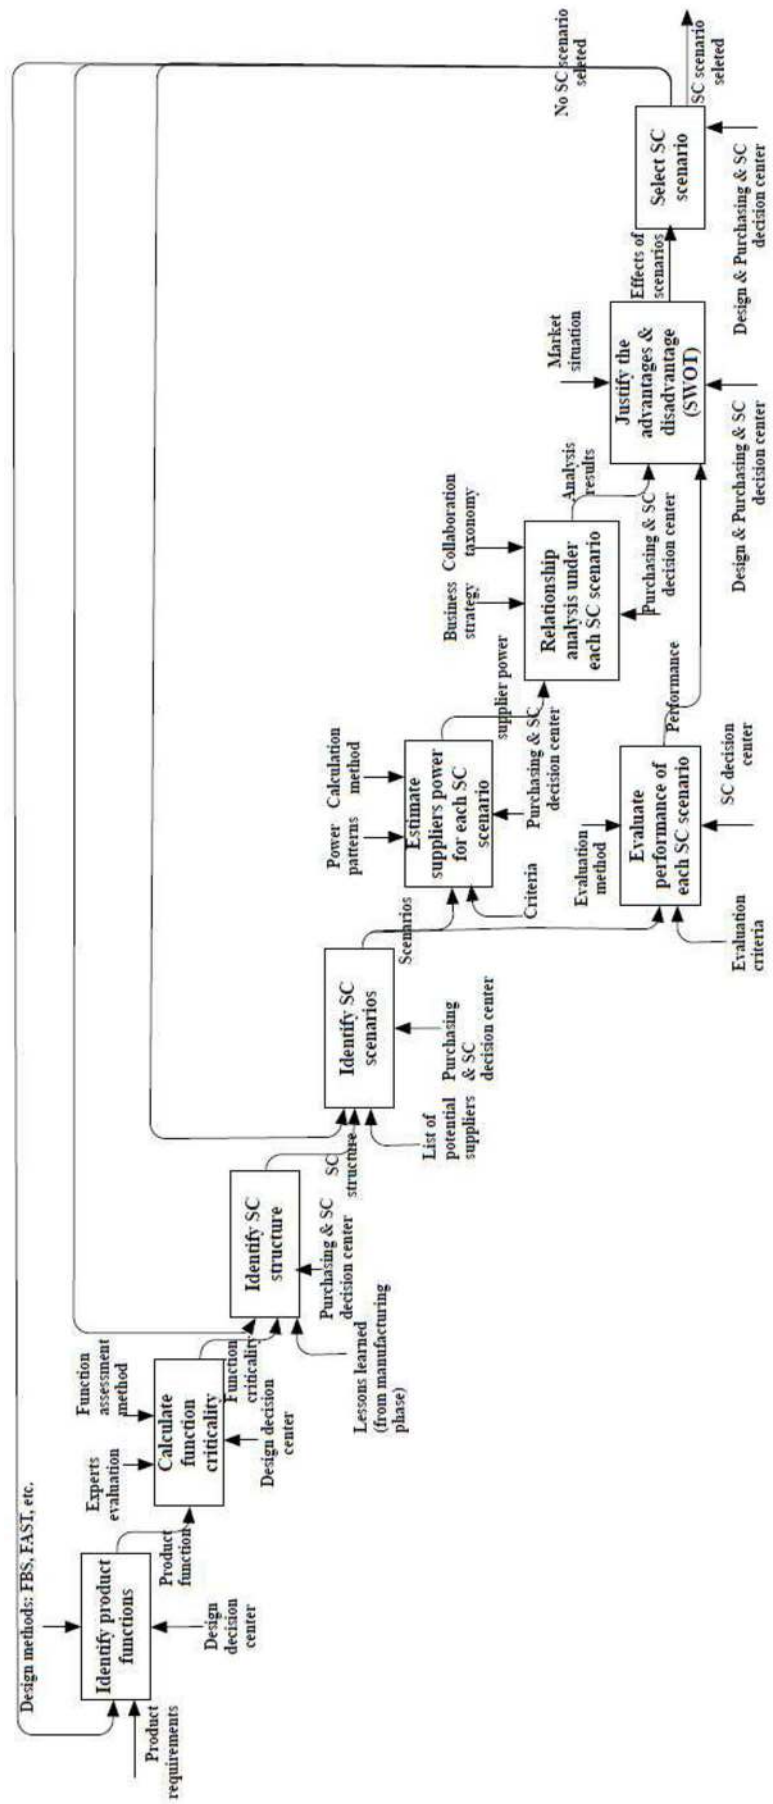 Design methods: FBS, FAST, etc.
Product
requirements
Identify product
functions
Design
decision
center
Product
function
Experts
evaluation
Function
assessment
method
Calculate
function
criticality
Design decision
center
Function
criticality
Lessons learned
(from manufacturing
phase)
Identify SC
structure
Purchasing & SC
decision center
SC
structure
List of
potential
suppliers
Identify SC
scenarios
Purchasing
& SC
decision center
Scenarios
Criteria
Power
patterns
Calculation
method
Estimate
suppliers power
for each SC
scenario
Purchasing & SC
decision center
supplier power
Evaluation
criteria
Evaluation
method
Evaluate
performance of
each SC scenario
SC decision
center
Performance
Business
strategy
Collaboration
taxonomy
Relationship
analysis under
each SC scenario
Purchasing & SC
decision center
Analysis
results
Market
situation
Justify the
advantages &
disadvantage
(SWOT)
Design & Purchasing & SC
decision center
Effects of
scenarios
Select SC
scenario
Design & Purchasing & SC
decision center
No SC scenario
seleted
SC scenario
seleted